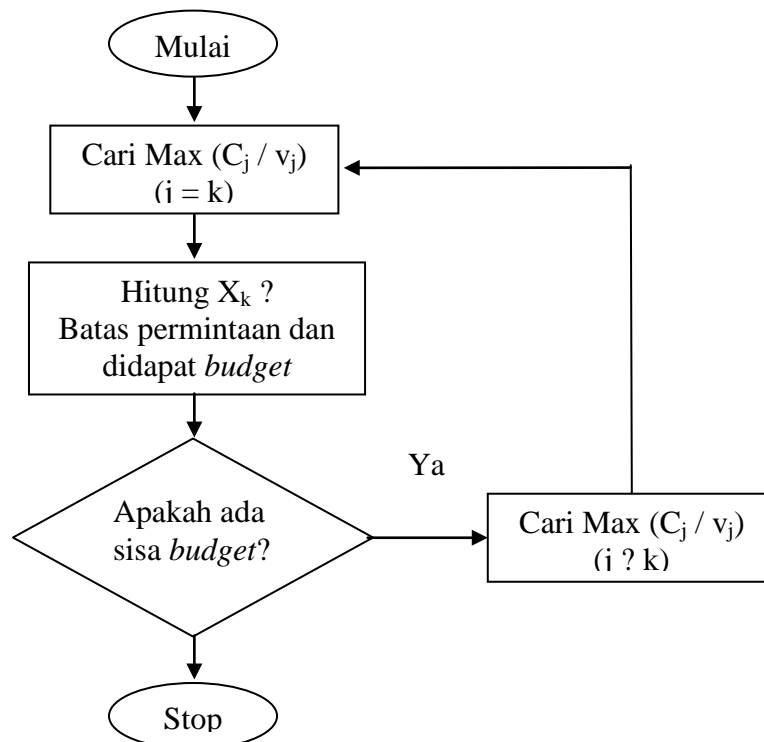 Mulai
Cari Max (Cj / vj)
(j = k)
Hitung Xk ?
Batas permintaan dan
didapat budget
Ya
Apakah ada
sisa budget?
Cari Max (Cj / vj)
(j ? k)
Stop